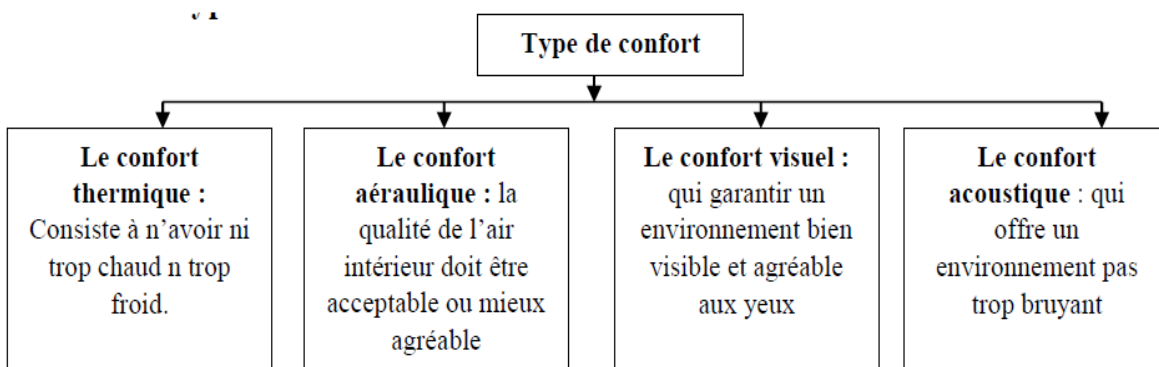 Type de confort
Le confort
thermique :
Consiste à n’avoir ni
trop chaud n trop
froid.
Le confort
aéraulique : la
qualité de l’air
intérieur doit être
acceptable ou mieux
agréable
Le confort visuel :
qui garantir un
environnement bien
visible et agréable
aux yeux
Le confort
acoustique : qui
offre un
environnement pas
trop bruyant